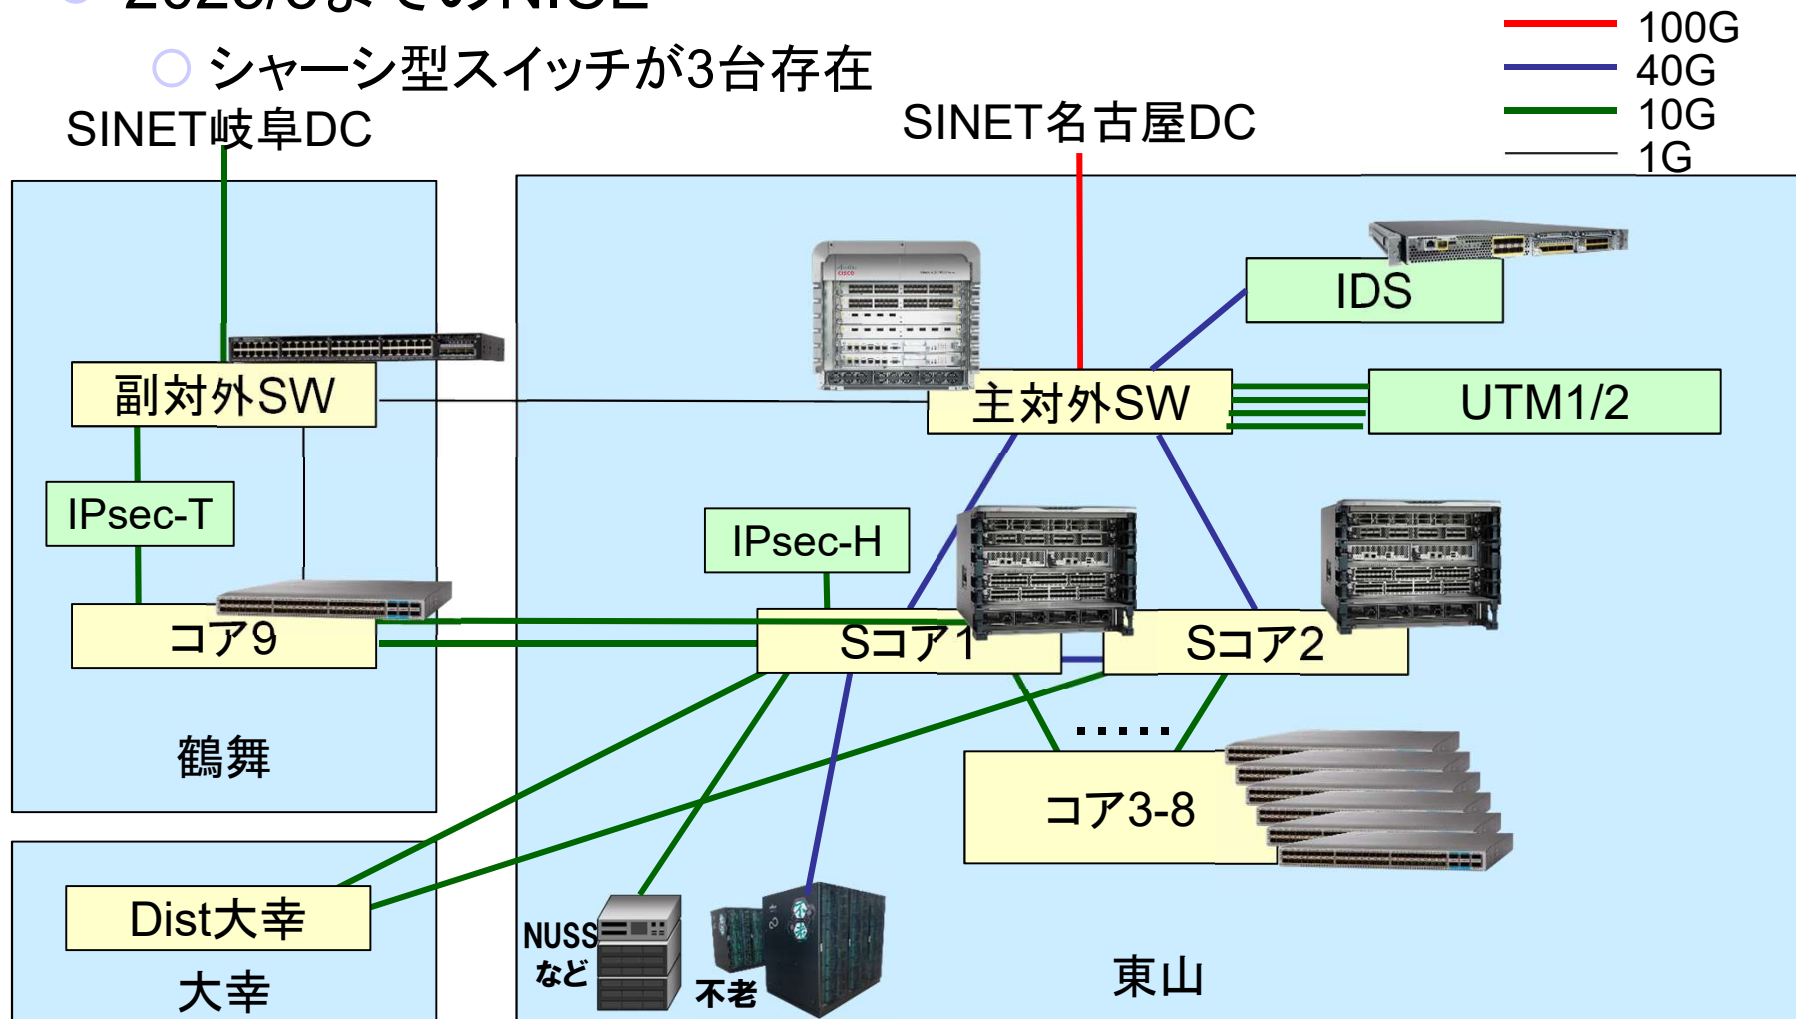 シャーシ型スイッチが3台存在
100G
40G
10G
1G
SINET岐阜DC
SINET名古屋DC
IDS
CISCO
副対外SW
主対外SW
UTM1/2
IPsec-T
IPsec-H
コア9
Sコア1
Sコア2
鶴舞
.....
コア3-8
Dist大幸
大幸
NUSS
など
不老
東山